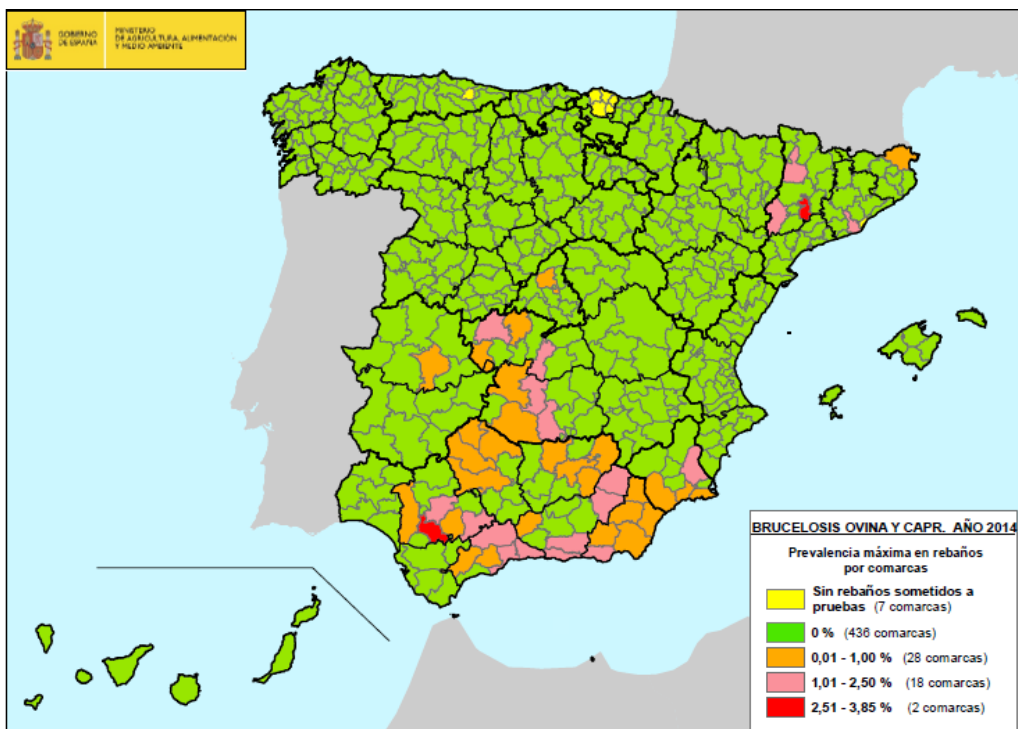 GOBIERNO
DE ESPAÑA
MINISTERIO
DE AGRICULTURA, ALIMENTACIÓN
Y MEDIO AMBIENTE
BRUCELOSIS OVINA Y CAPR. AÑO 2014
Prevalencia máxima en rebaños
por comarcas
Sin rebaños sometidos a
pruebas (7 comarcas)
0 % (436 comarcas)
0,01 - 1,00 % (28 comarcas)
1,01 - 2,50 % (18 comarcas)
2,51 - 3,85 % (2 comarcas)